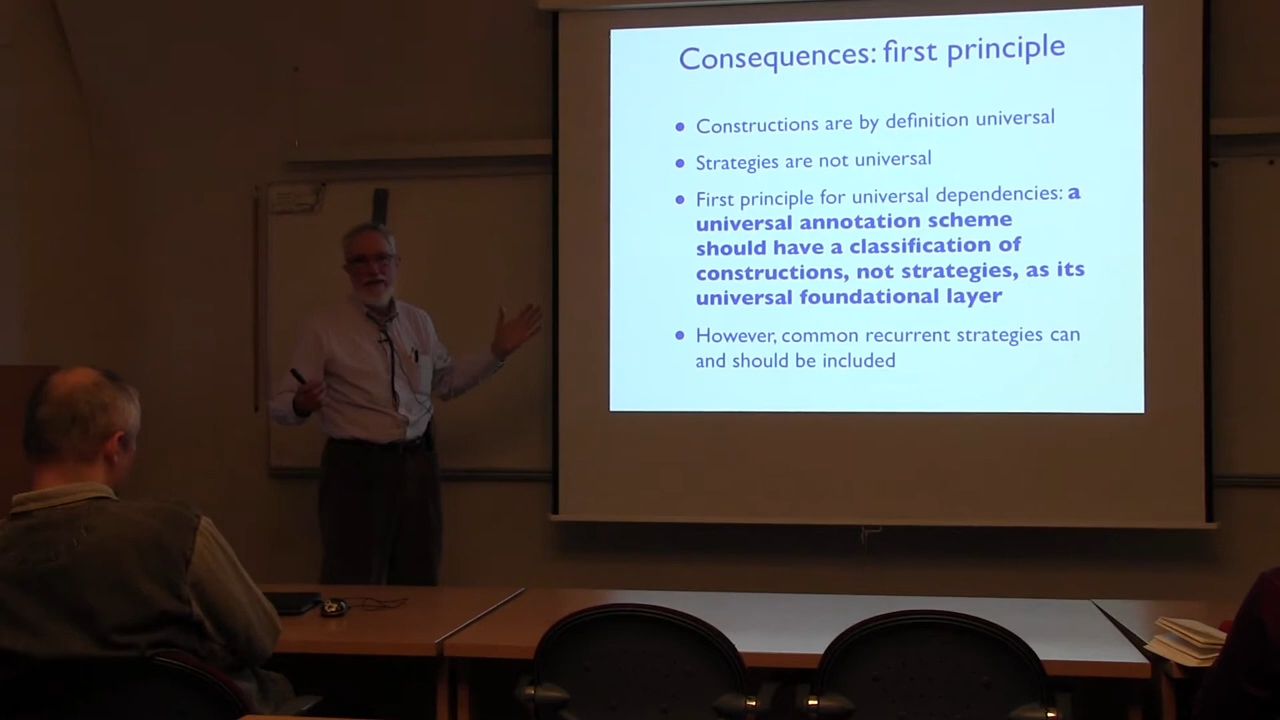 Consequences: first principle
• Constructions are by definition universal
• Strategies are not universal
• First principle for universal dependencies: a
universal annotation scheme
should have a classification of
constructions, not strategies, as its
universal foundational layer
• However, common recurrent strategies can
and should be included